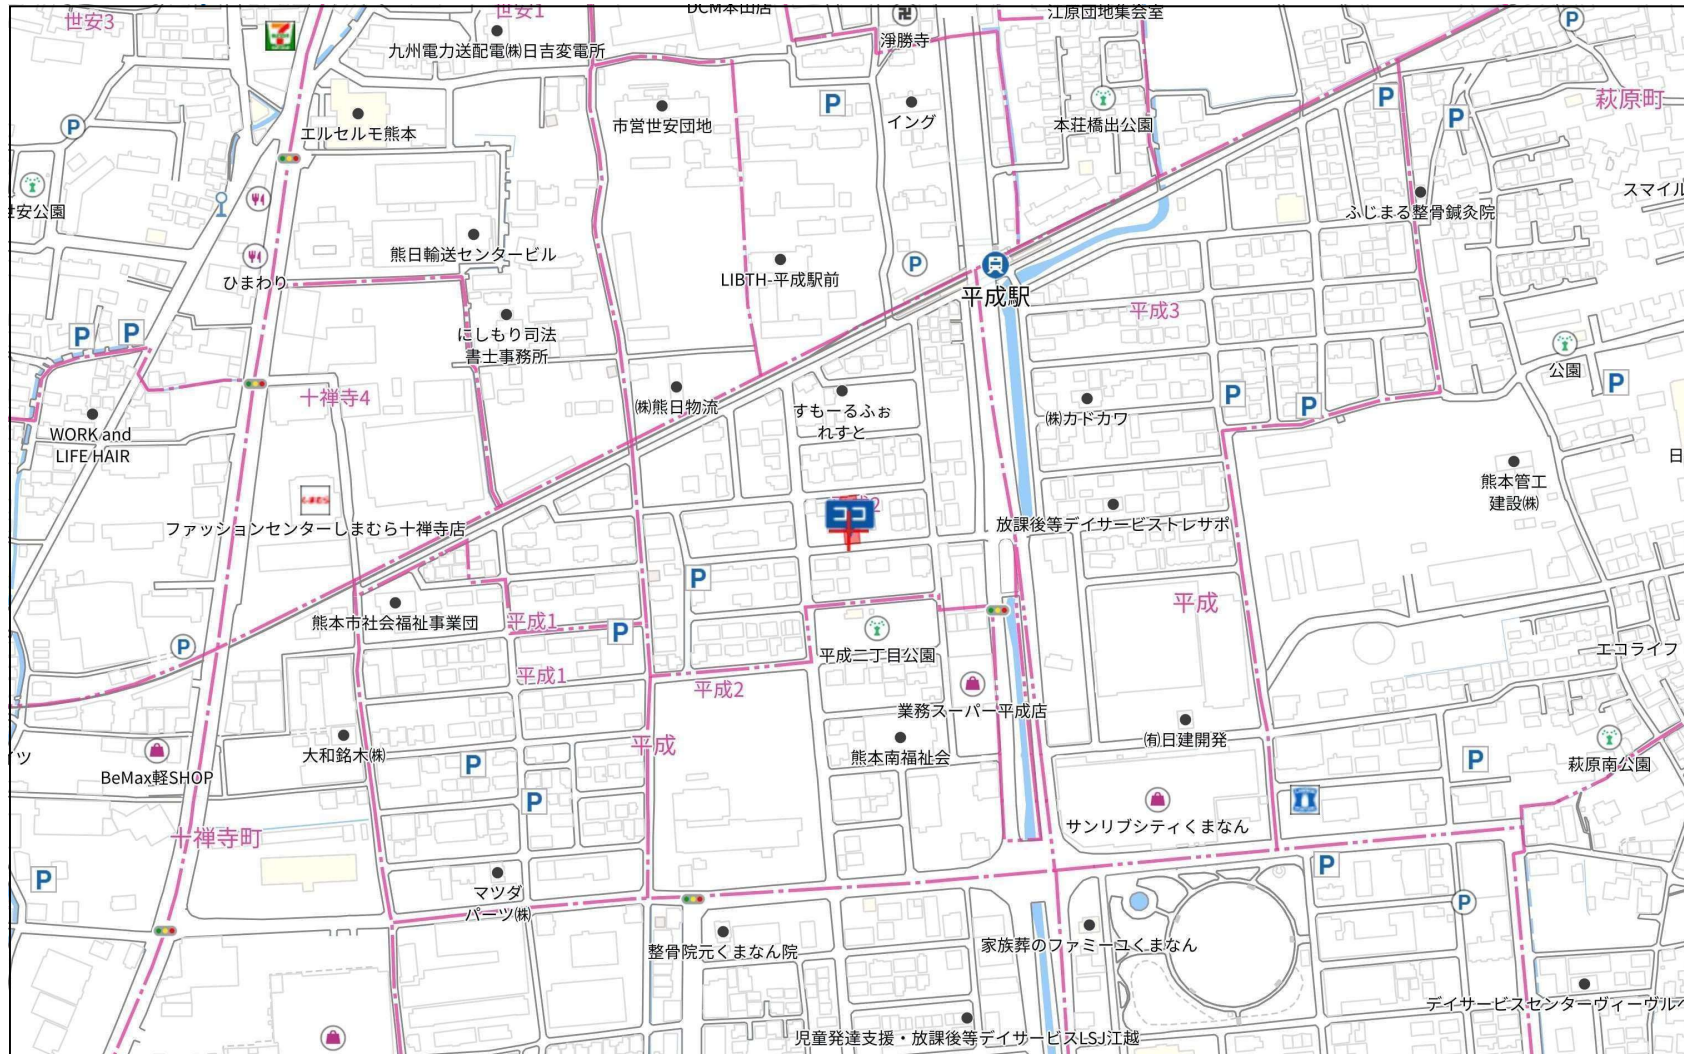 世安3
世安1
DCM本山店
江原団地集会室
九州電力送配電㈱日吉変電所
淨勝寺
萩原町
エルセルモ熊本
市営世安団地
イング
本荘橋出公園
世安公園
スマイル
ふじまる整骨鍼灸院
熊日輸送センタービル
ひまわり
LIBTH-平成駅前
平成駅
平成3
にしもり司法
書士事務所
公園
十禅寺4
㈱熊日物流
すもーるふぉ
れすと
㈱カドカワ
WORK and
LIFE HAIR
日
熊本管工
建設㈱
2
ココ
ファッションセンターしまむら十禅寺店
放課後等デイサービストレサポ
平成
熊本市社会福祉事業団
平成1
平成二丁目公園
エコライフ
平成1
平成2
業務スーパー平成店
平成
㈲日建開発
イツ
大和銘木㈱
熊本南福祉会
萩原南公園
BeMax軽SHOP
サンリブシティくまなん
十禅寺町
マツダ
パーツ㈱
整骨院元くまなん院
家族葬のファミーユくまなん
デイサービスセンターヴィーヴル
児童発達支援・放課後等デイサービスLSJ江越